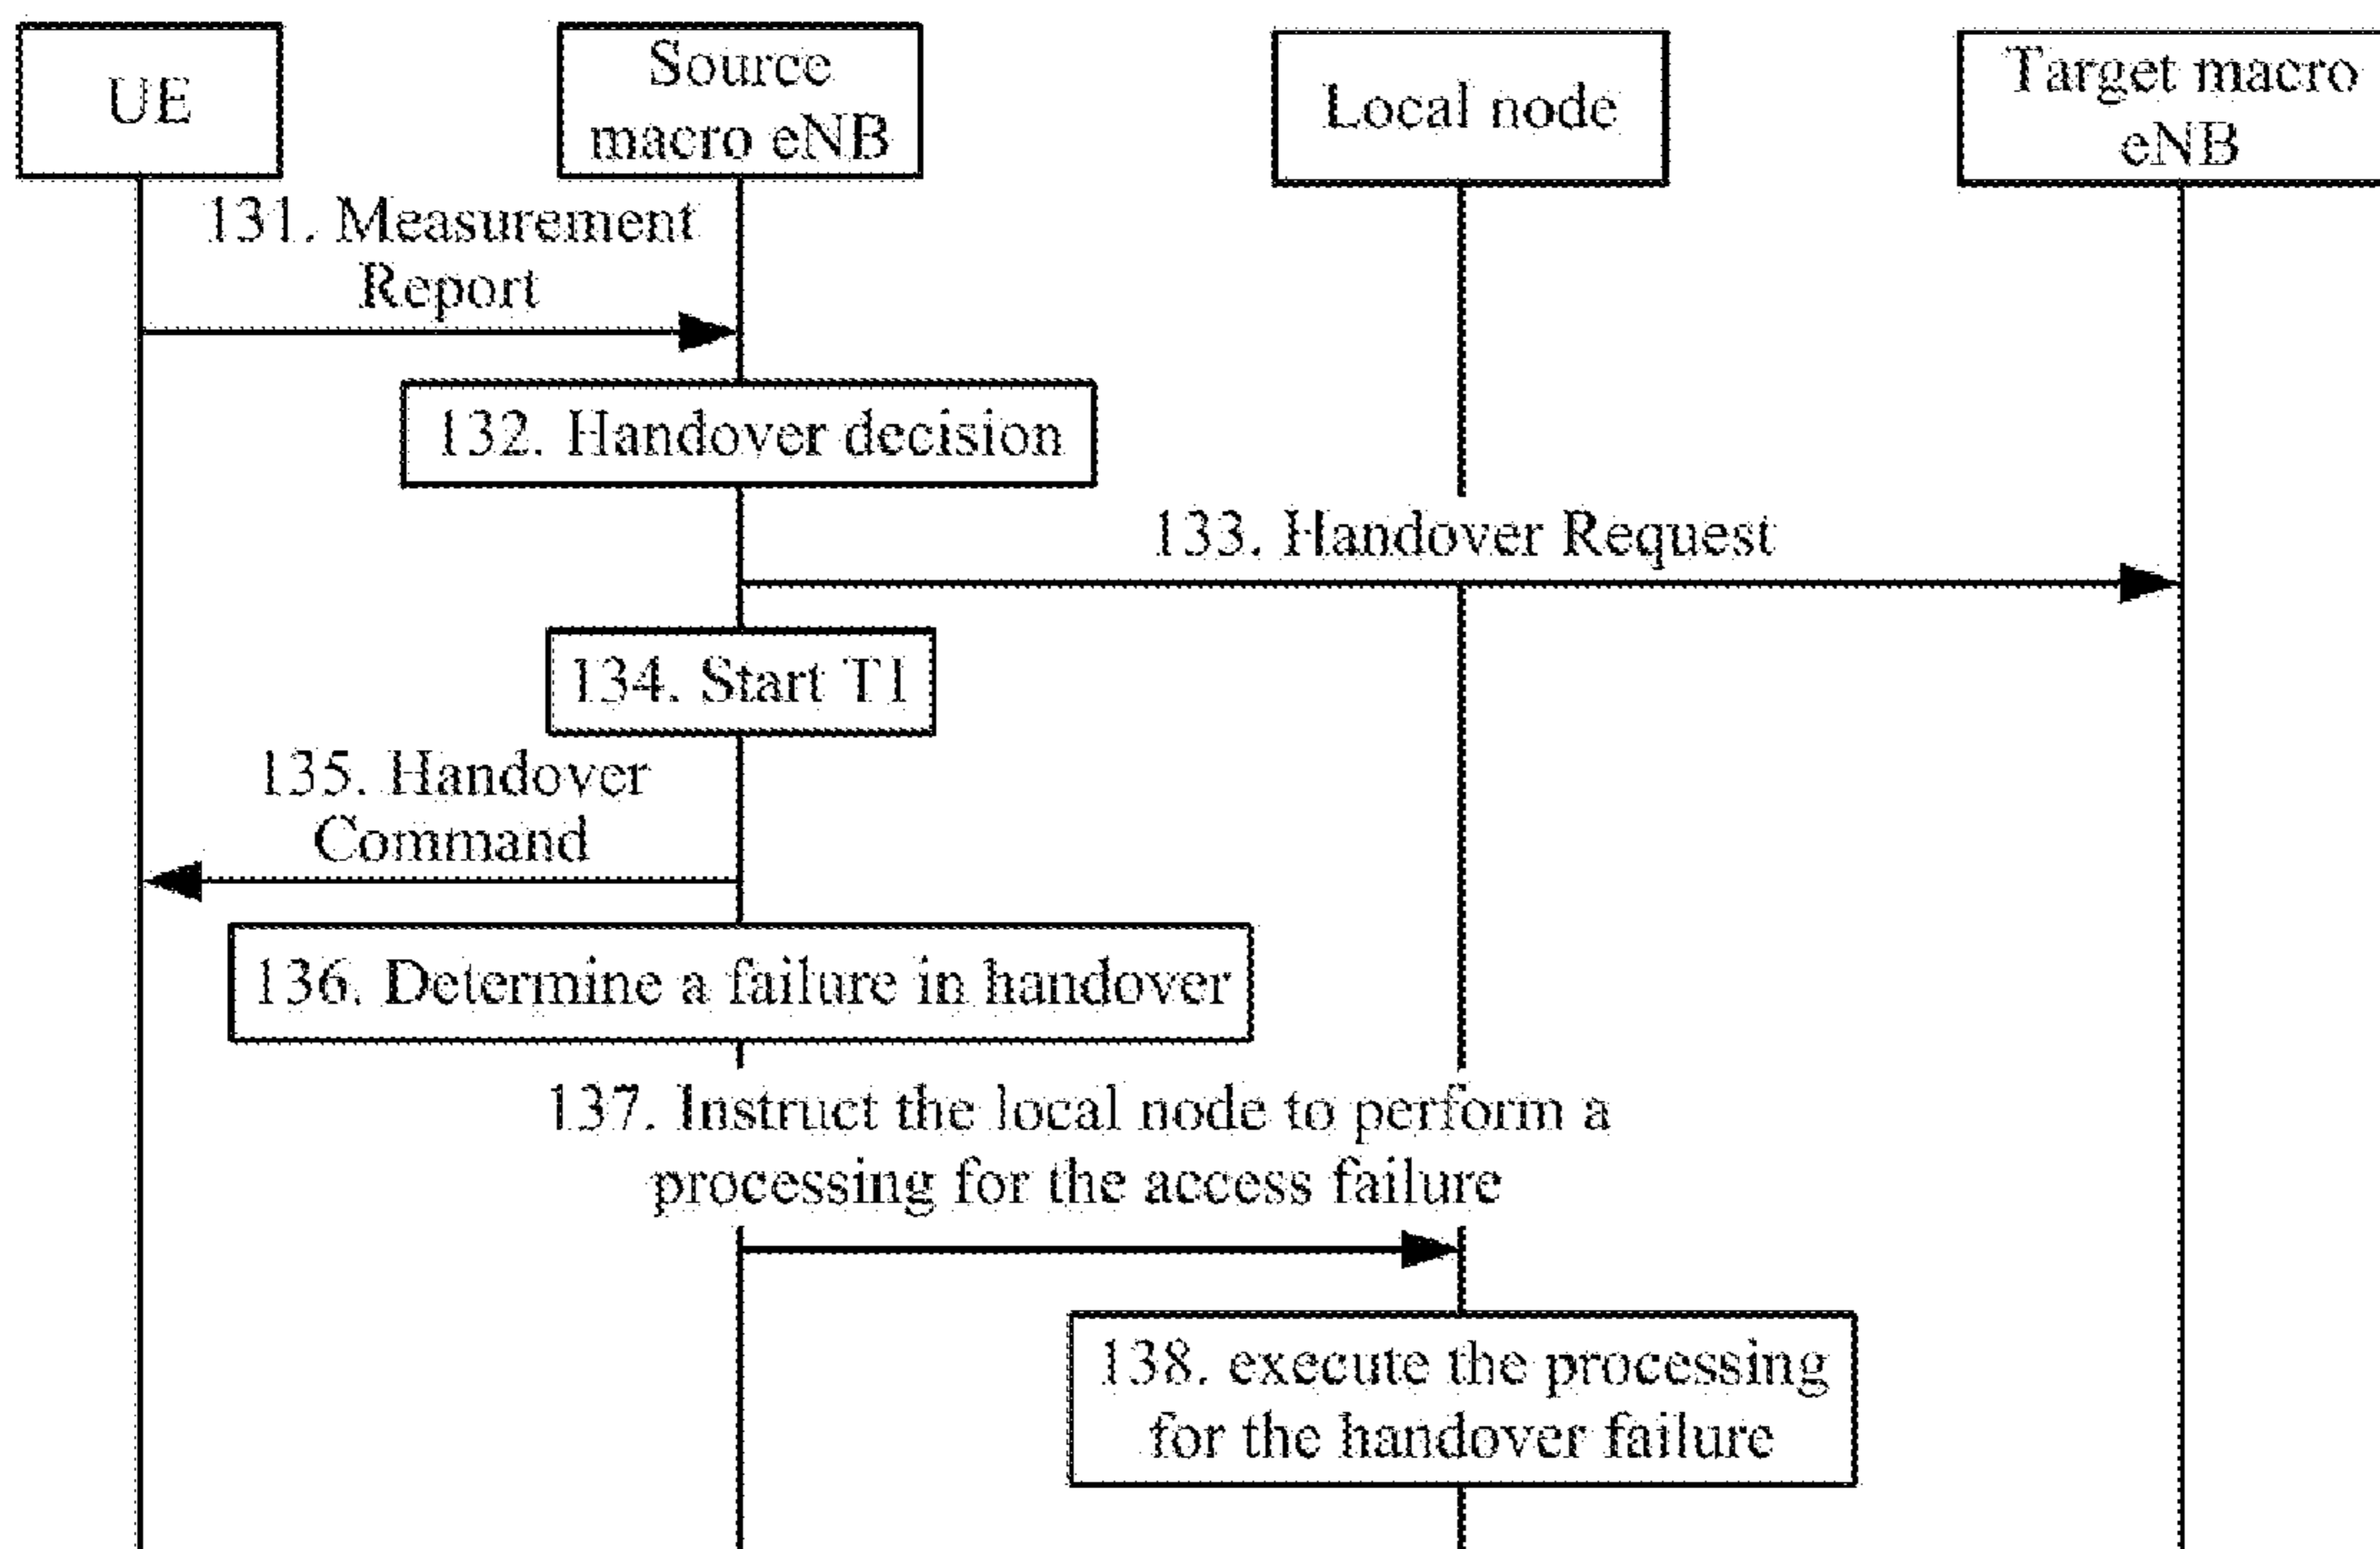 UE
Source
macro eNB
Local node
Target macro
eNB
131. Measurement
Report
132. Handover decision
133. Handover Request
134. Start T1
135. Handover
Command
136. Determine a failure in handover
137. Instruct the local node to perform a
processing for the access failure
138. execute the processing
for the handover failure